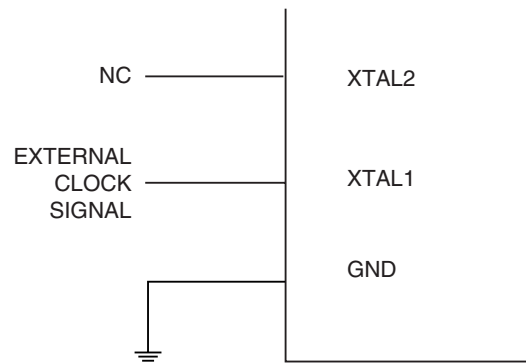 NC
XTAL2
EXTERNAL
CLOCK
SIGNAL
XTAL1
GND